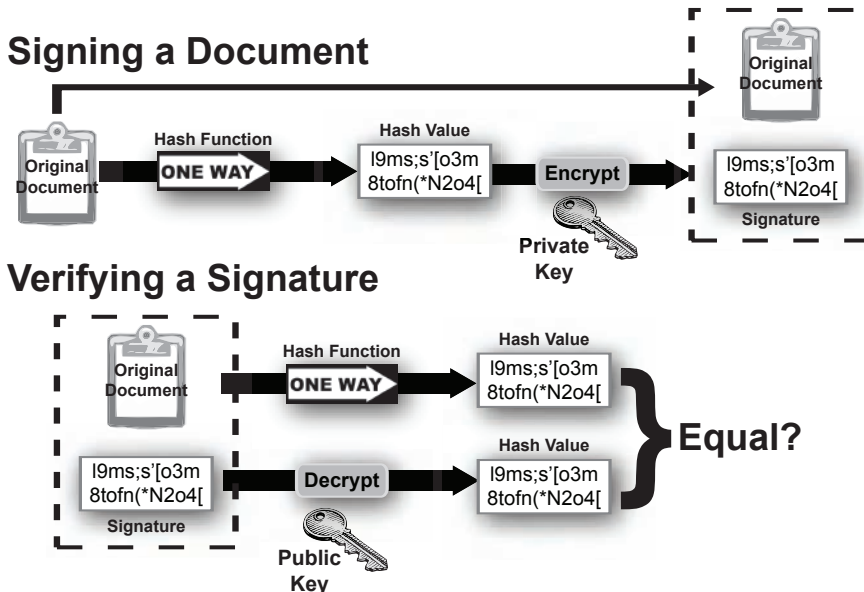 Signing a Document
Original
Document
Hash Function
ONE WAY
Hash Value
l9ms;s'[o3m
8tofn(*N2o4[
Encrypt
Private
Key
Original
Document
l9ms;s'[o3m
8tofn(*N2o4[
Signature
Verifying a Signature
Original
Document
l9ms;s'[o3m
8tofn(*N2o4[
Signature
Hash Function
ONE WAY
Hash Value
l9ms;s'[o3m
8tofn(*N2o4[
Decrypt
Public
Key
Hash Value
l9ms;s'[o3m
8tofn(*N2o4[
Equal?